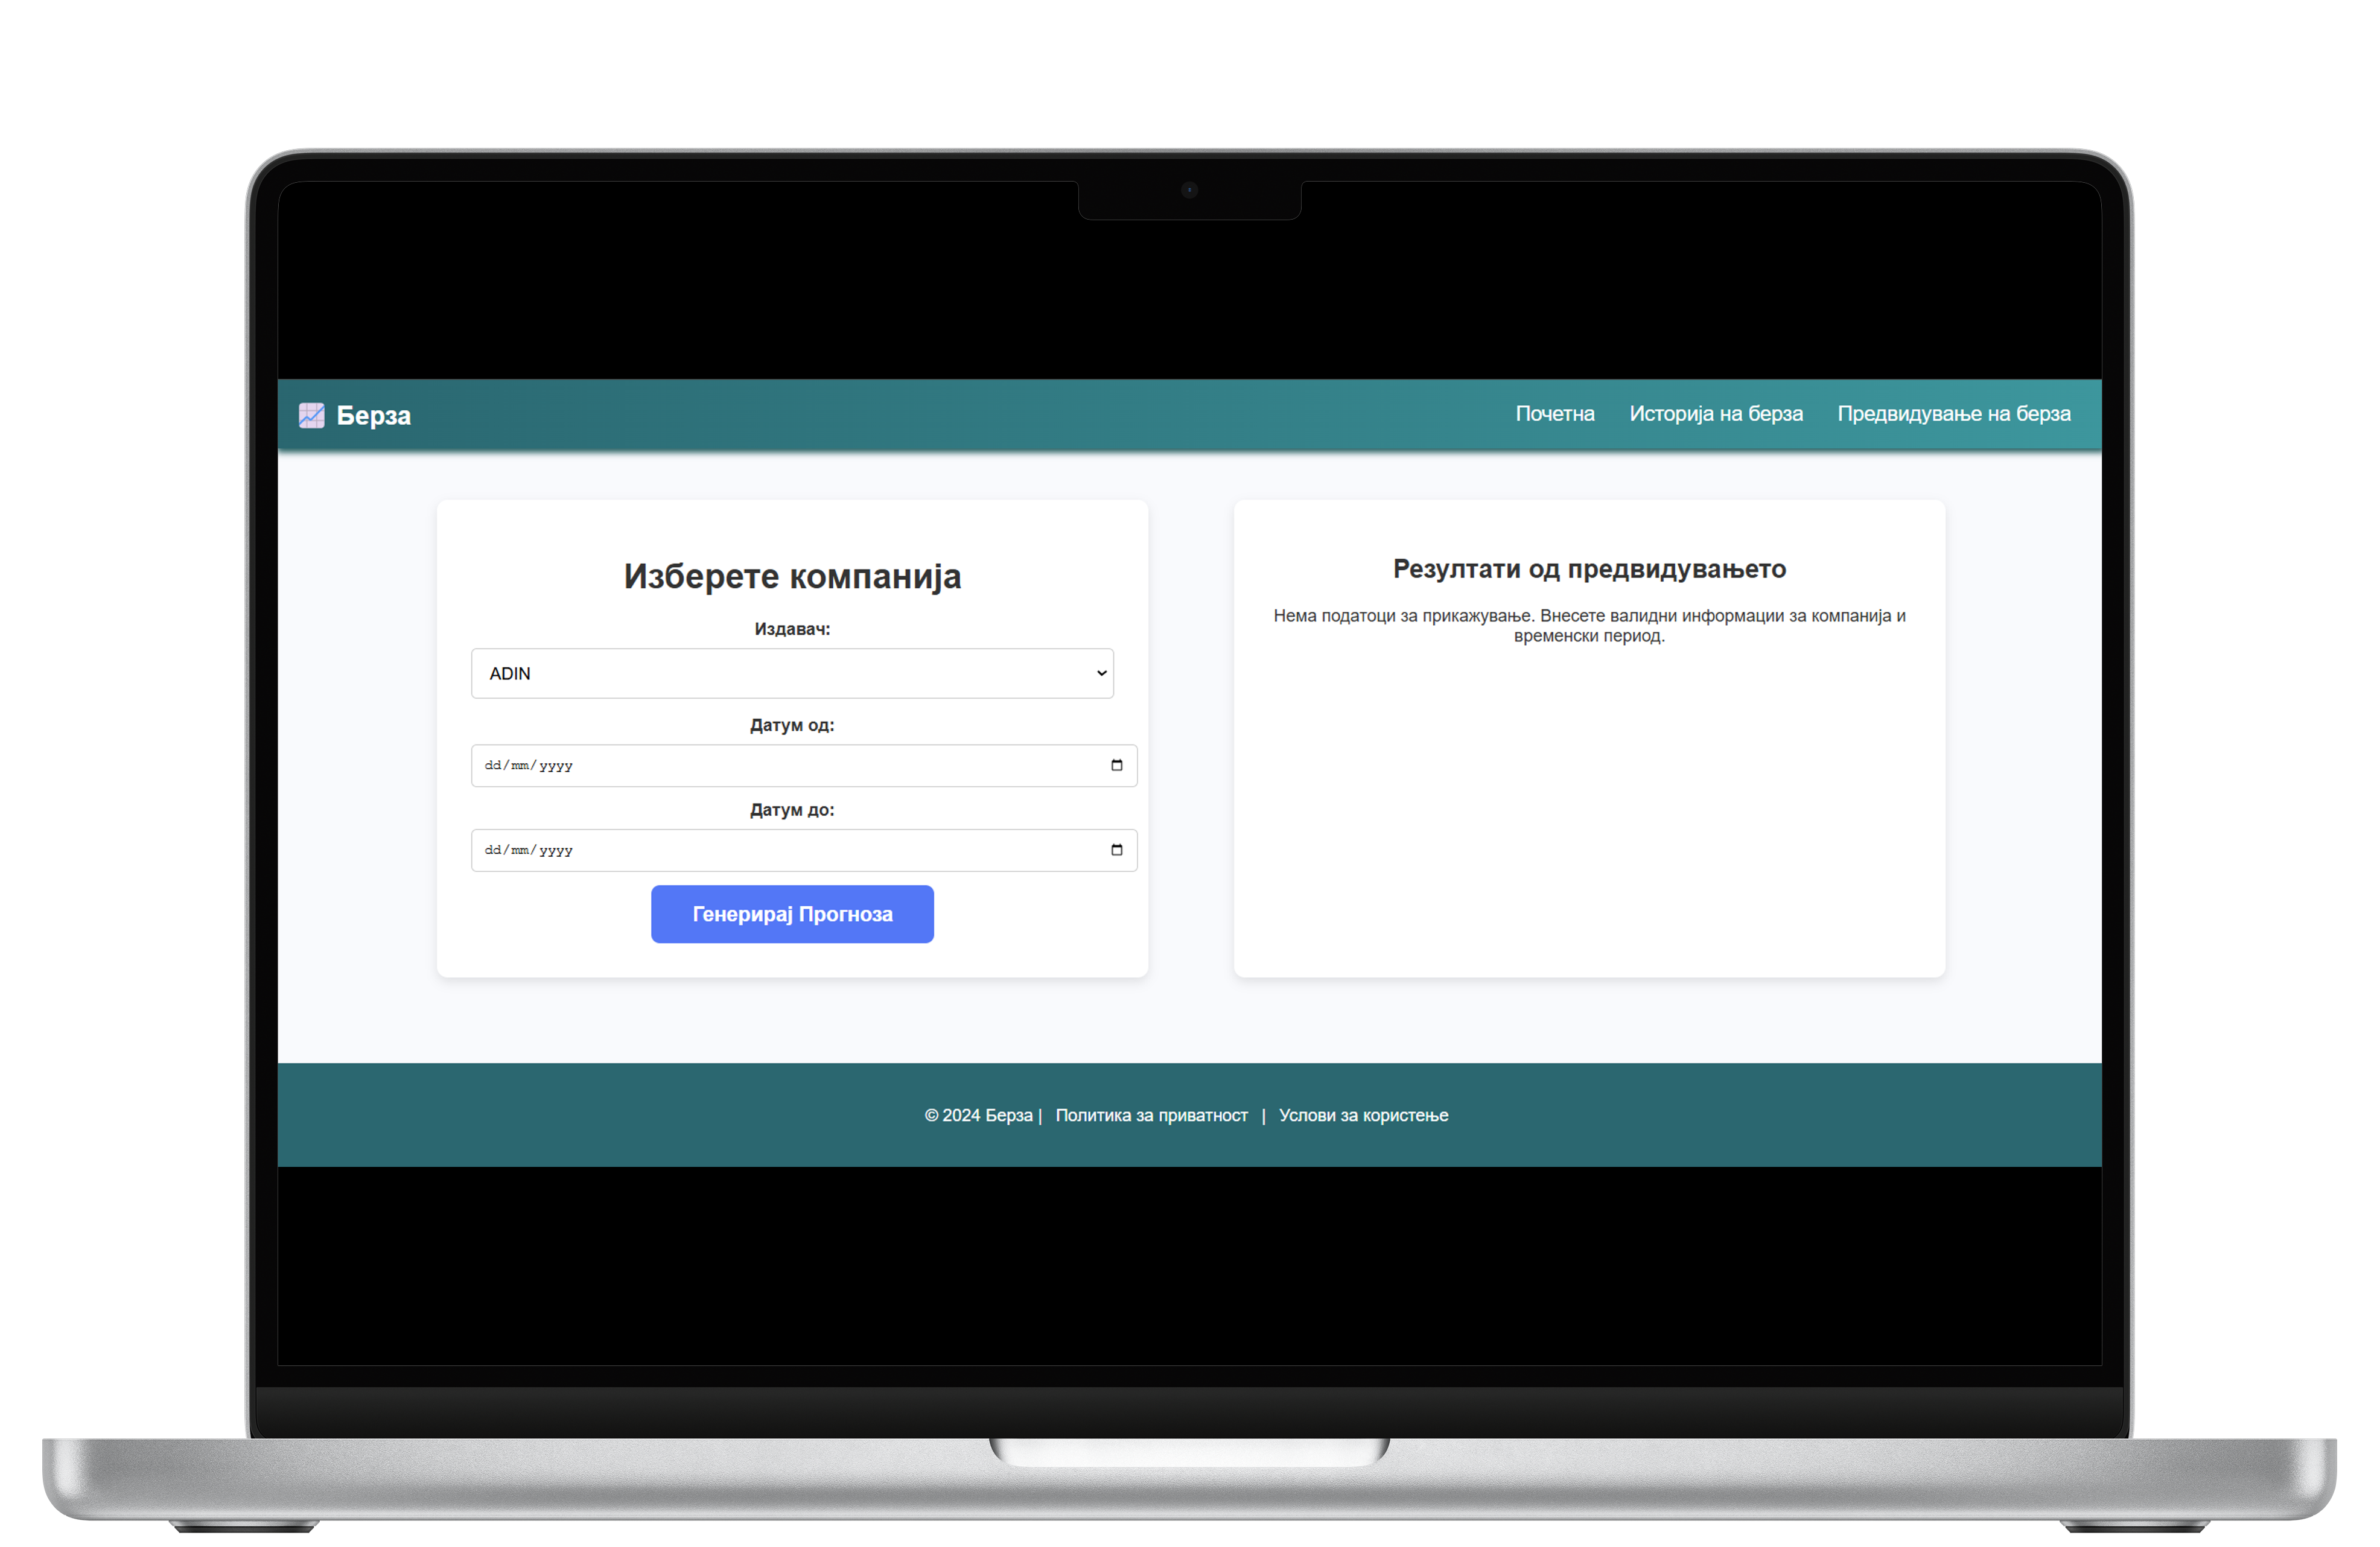 Берза
Почетна Историја на берза Предвидување на берза
Изберете компанија
Издавач:
ADIN
Датум од:
dd/mm/yyyy
Датум до:
dd/mm/yyyy
Генерирај Прогноза
Резултати од предвидувањето
Нема податоци за прикажување. Внесете валидни информации за компанија и
временски период.
© 2024 Берза | Политика за приватност | Услови за користење